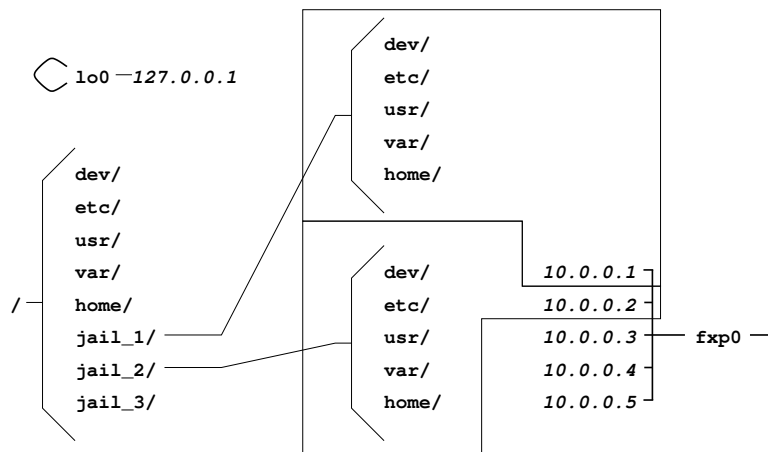 lo0 127.0.0.1
/
dev/
etc/
usr/
var/
home/
jail_1/
jail_2/
jail_3/
dev/
etc/
usr/
var/
home/
dev/
etc/
usr/
var/
home/
10.0.0.1
10.0.0.2
10.0.0.3
10.0.0.4
10.0.0.5
fxp0